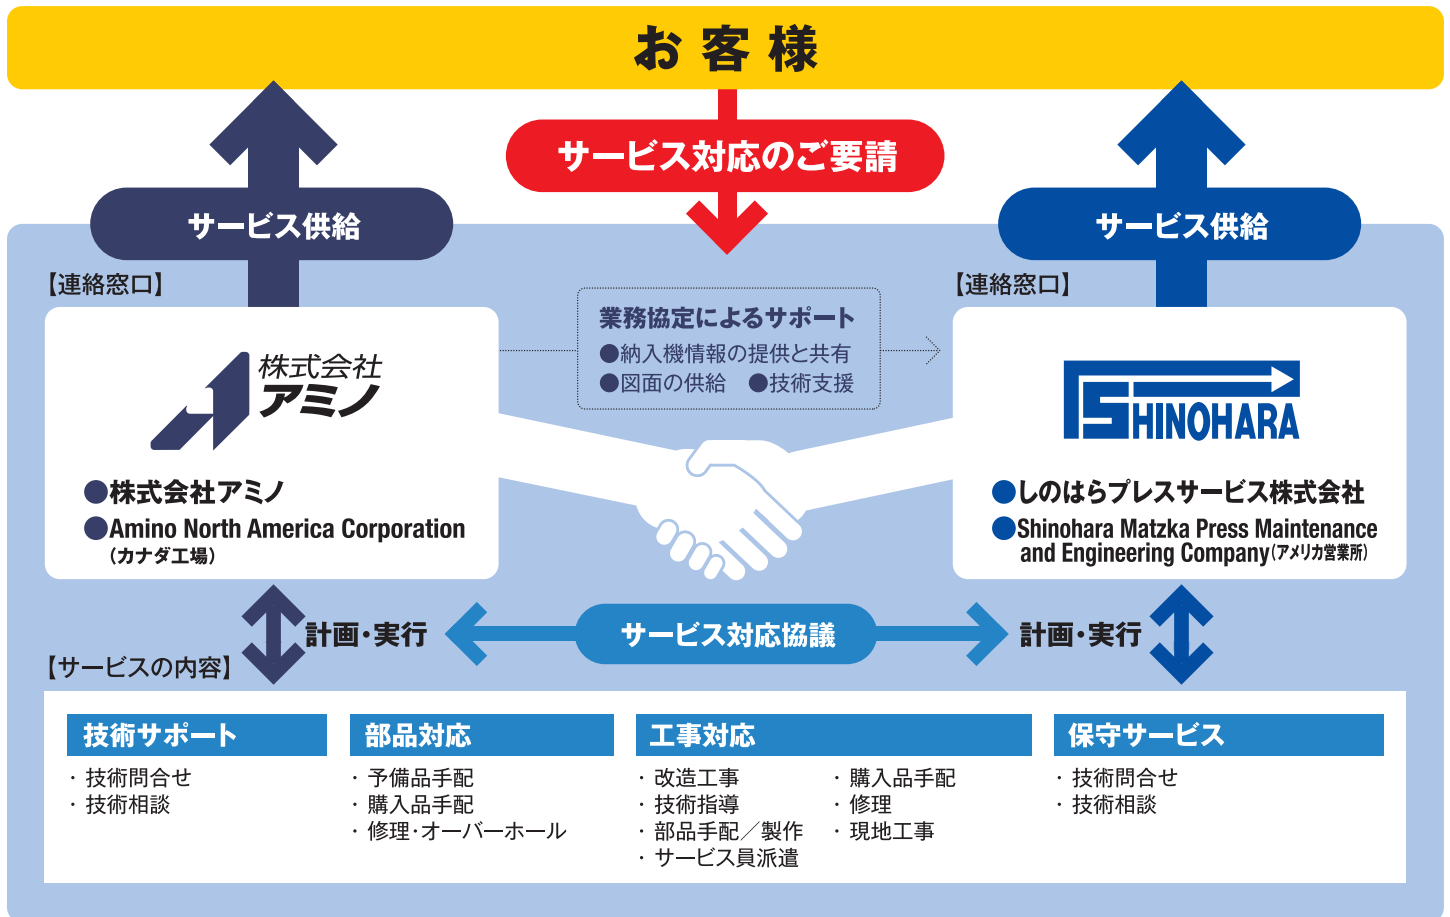 お客様
サービス対応のご要請
サービス供給
サービス供給
【連絡窓口】
【連絡窓口】
業務協定によるサポート
●納入機情報の提供と共有
●図面の供給 ●技術支援
株式会社
アミノ
SHINOHARA
●株式会社アミノ
●Amino North America Corporation
(カナダ工場)
●しのはらプレスサービス株式会社
●Shinohara Matzka Press Maintenance
and Engineering Company(アメリカ営業所)
計画・実行
サービス対応協議
計画・実行
【サービスの内容】
技術サポート
・技術問合せ
・技術相談
部品対応
・予備品手配
・購入品手配
・修理・オーバーホール
工事対応
・改造工事
・技術指導
・部品手配／製作
・サービス員派遣
・購入品手配
・修理
・現地工事
保守サービス
・技術問合せ
・技術相談